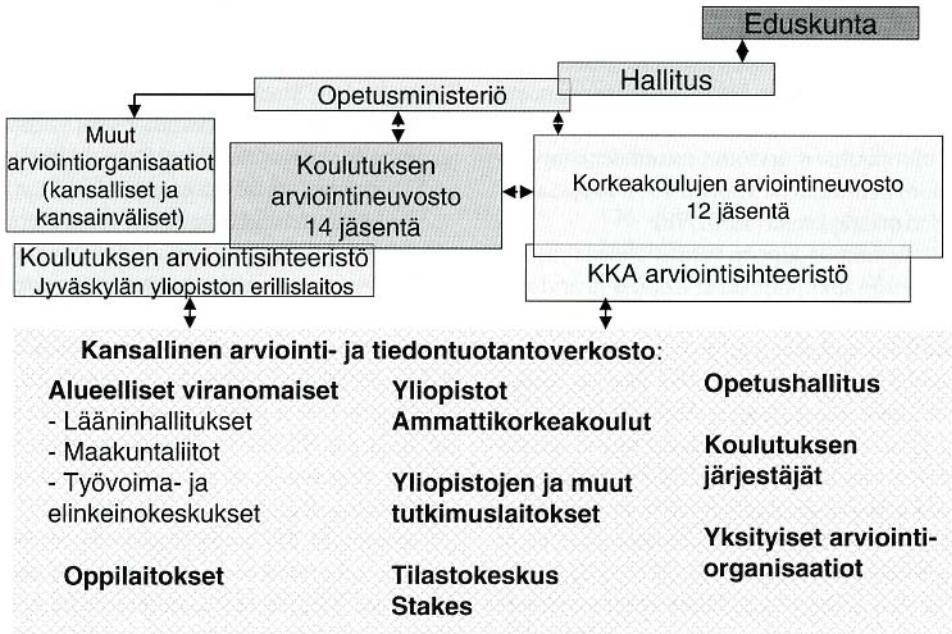 Eduskunta
Hallitus
Opetusministeriö
Muut
arviointiorganisaatiot
(kansalliset ja
kansainväliset)
Koulutuksen
arviointineuvosto
14 jäsentä
Korkeakoulujen arviointineuvosto
12 jäsentä
Koulutuksen arviointisihteeristö
Jyväskylän yliopiston erillislaitos
KKA arviointisihteeristö
Kansallinen arviointi- ja tiedontuotantoverkosto:
Alueelliset viranomaiset
- Lääninhallitukset
- Maakuntaliitot
- Työvoima- ja
elinkeinokeskukset
Oppilaitokset
Yliopistot
Ammattikorkeakoulut
Yliopistojen ja muut
tutkimuslaitokset
Tilastokeskus
Stakes
Opetushallitus
Koulutuksen
järjestäjät
Yksityiset arviointi-
organisaatiot